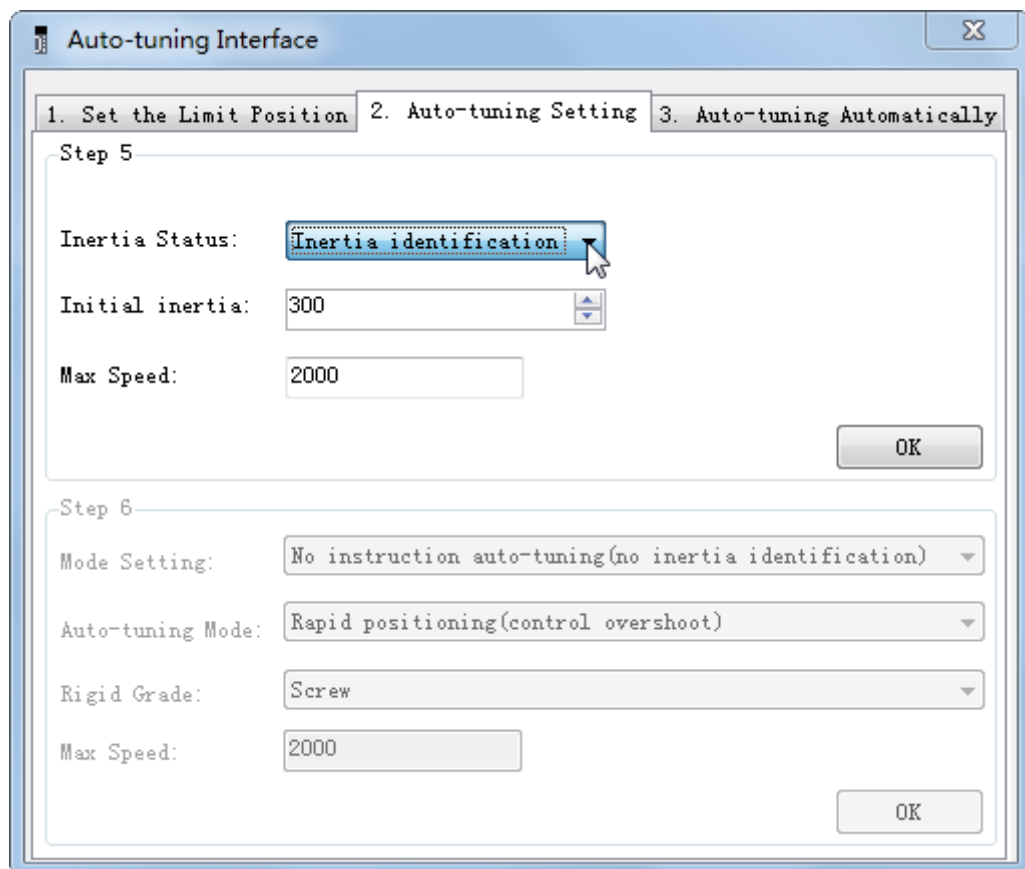 Auto-tuning Interface
1. Set the Limit Position 2. Auto-tuning Setting 3. Auto-tuning Automatically
Step 5
Inertia Status: Inertia identification
Initial inertia: 300
Max Speed: 2000
OK
Step 6
Mode Setting: No instruction auto-tuning(no inertia identification)
Auto-tuning Mode: Rapid positioning(control overshoot)
Rigid Grade: Screw
Max Speed: 2000
OK